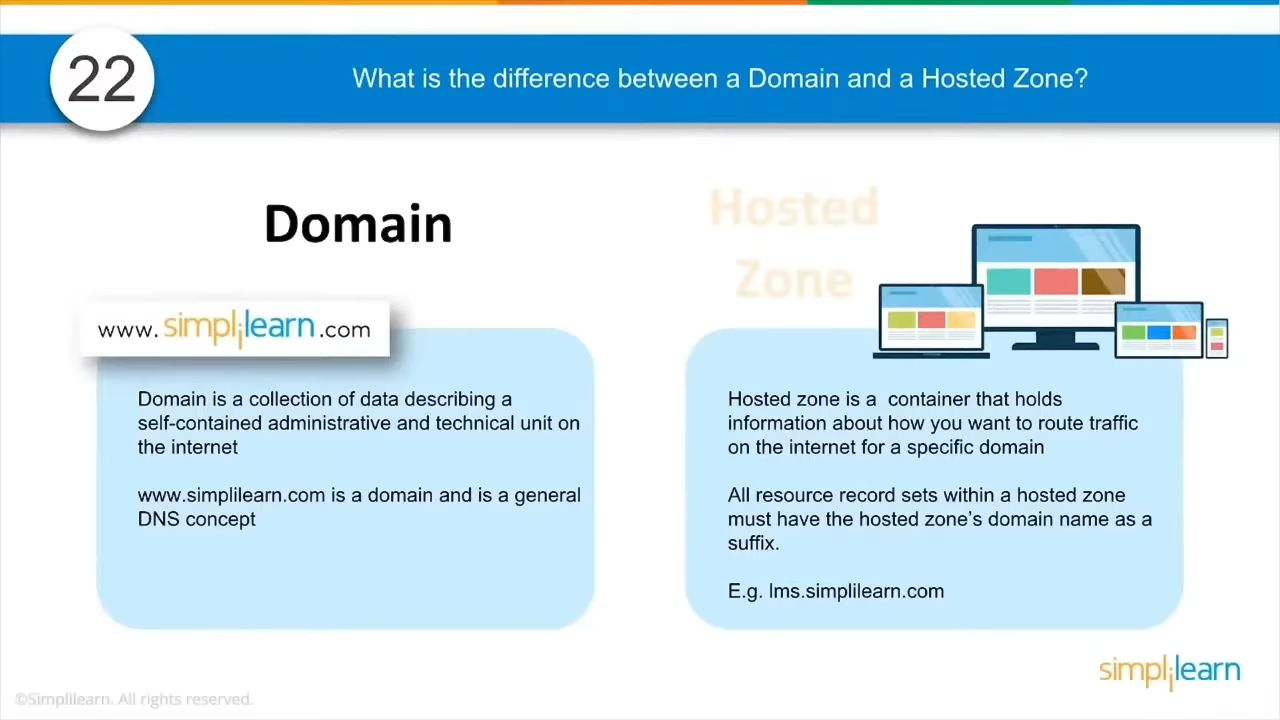 22
What is the difference between a Domain and a Hosted Zone?
Domain
www.simplilearn.com
Domain is a collection of data describing a
self-contained administrative and technical unit on
the internet
www.simplilearn.com is a domain and is a general
DNS concept
Hosted
Zone
Hosted zone is a container that holds
information about how you want to route traffic
on the internet for a specific domain
All resource record sets within a hosted zone
must have the hosted zone’s domain name as a
suffix.
E.g. lms.simplilearn.com
©Simplilearn. All rights reserved.
simplilearn